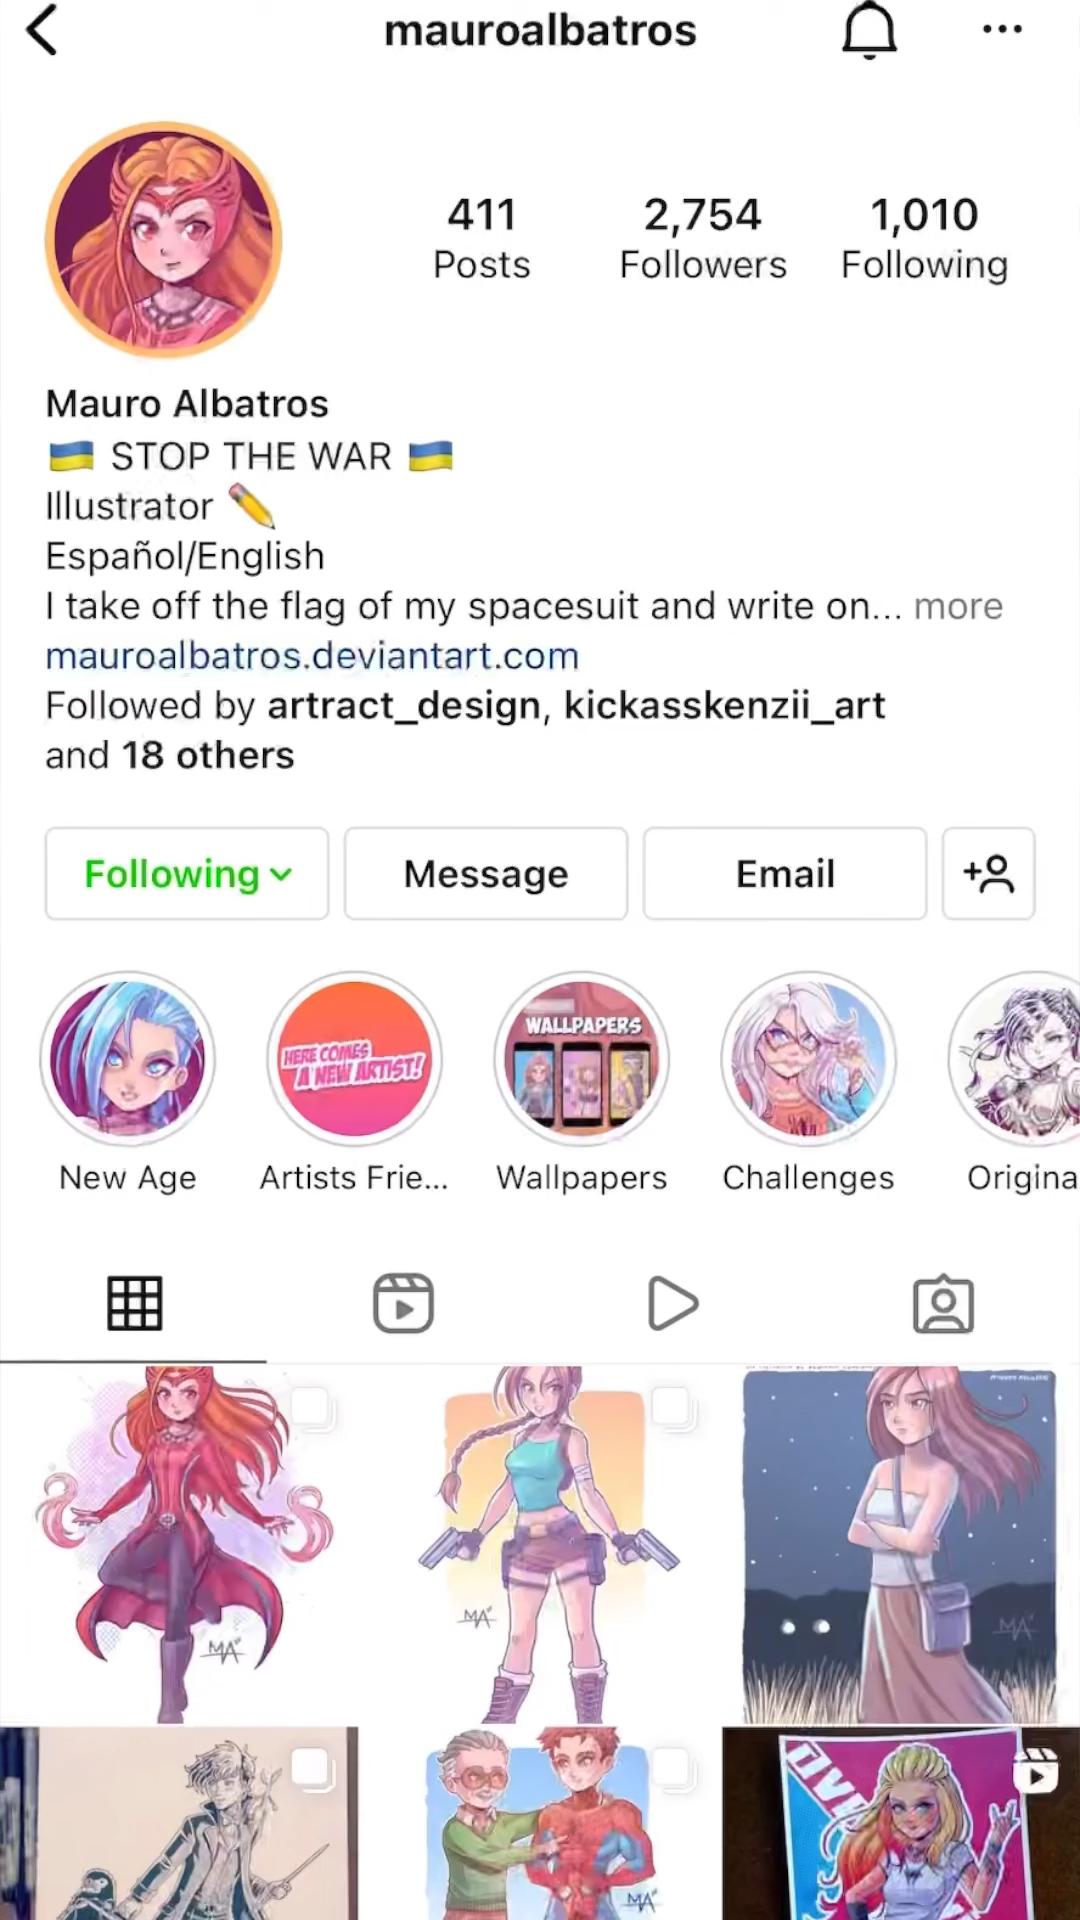 mauroalbatros
411
Posts
2,754
Followers
1,010
Following
Mauro Albatros
🇺🇦 STOP THE WAR 🇺🇦
Illustrator ✏️
Español/English
I take off the flag of my spacesuit and write on... more
mauroalbatros.deviantart.com
Followed by artract_design, kickasskenzii_art
and 18 others
Following
Message
Email
HERE COMES
A NEW ARTIST!
WALLPAPERS
New Age
Artists Frie...
Wallpapers
Challenges
Origina
MA
MA
MA
MA